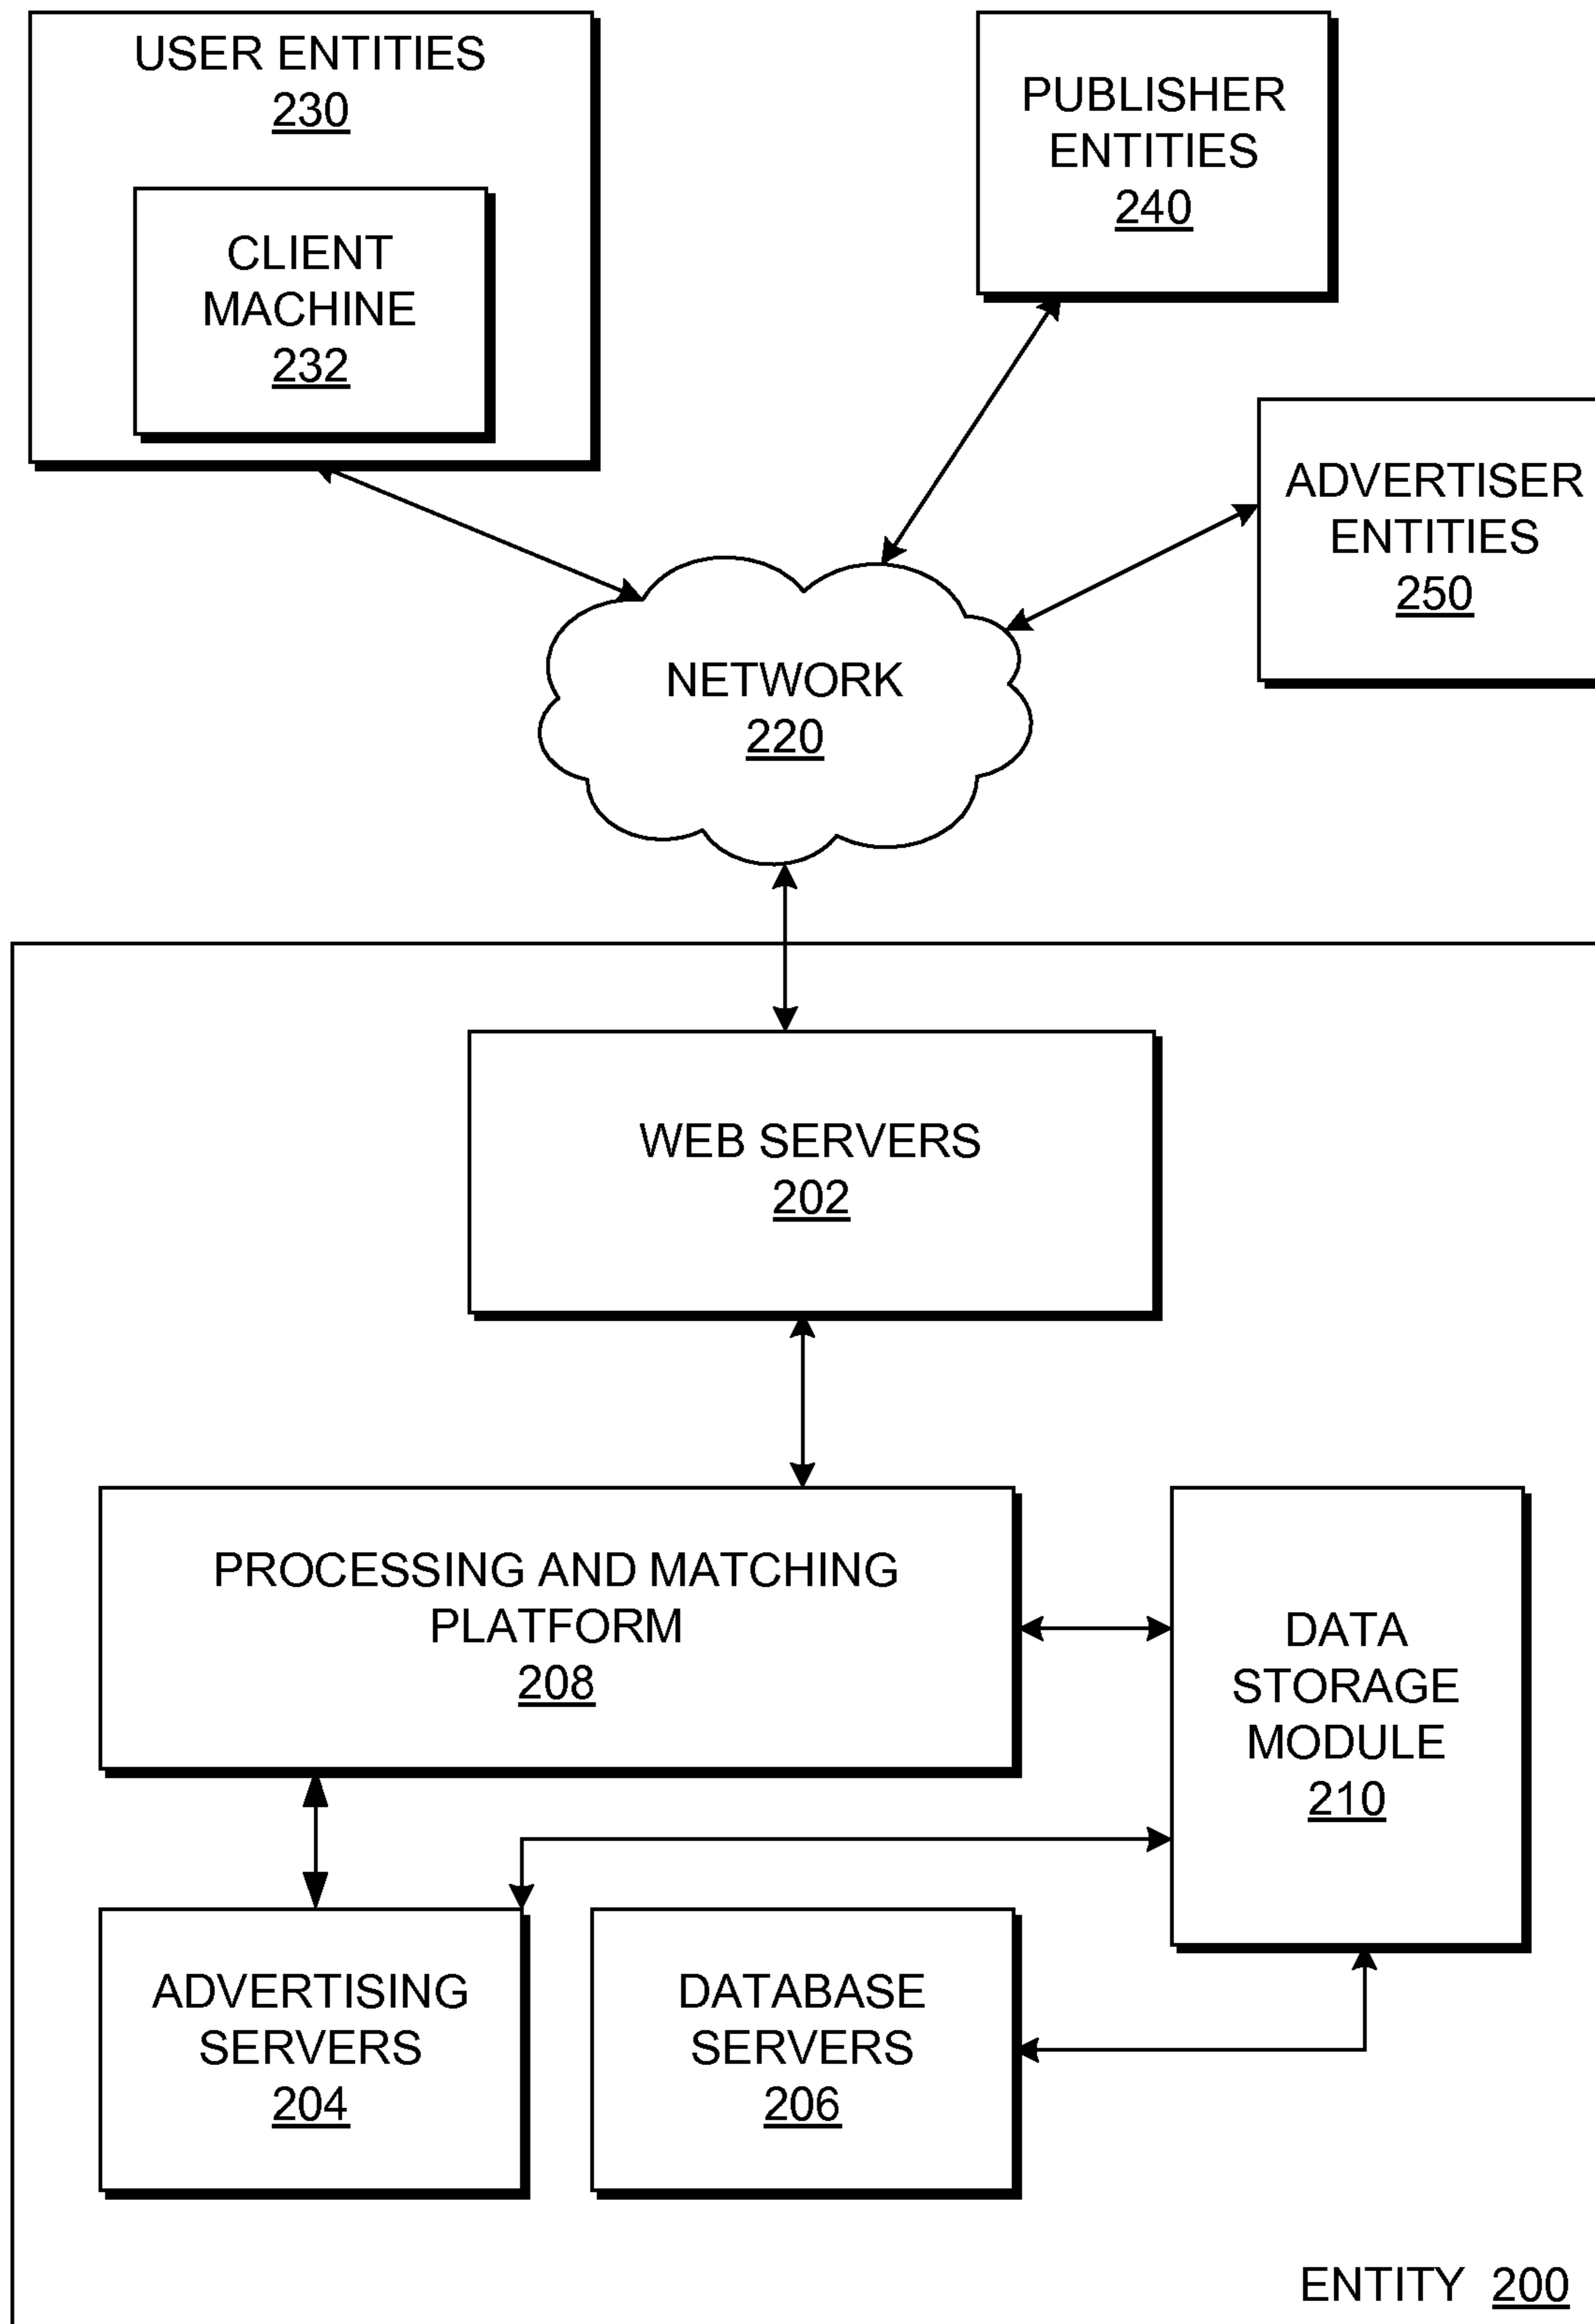 USER ENTITIES
230
CLIENT
MACHINE
232
PUBLISHER
ENTITIES
240
ADVERTISER
ENTITIES
250
NETWORK
220
WEB SERVERS
202
PROCESSING AND MATCHING
PLATFORM
208
DATA
STORAGE
MODULE
210
ADVERTISING
SERVERS
204
DATABASE
SERVERS
206
ENTITY 200